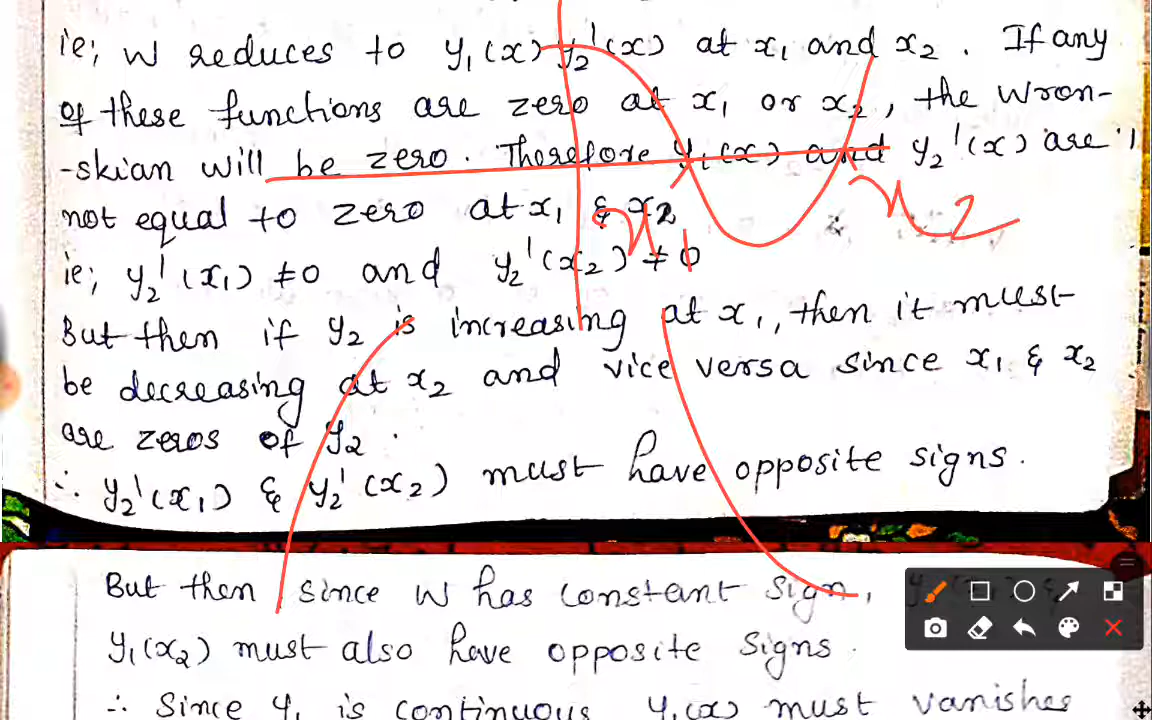 ie; W reduces to y₁(x) y₂'(x) at x₁ and x₂. If any
of these functions are zero at x₁ or x₂, the Wron-
-skian will be zero. Therefore y₁(x) and y₂'(x) are
not equal to zero at x₁ & x₂
x₁
x₂
ie; y₂'(x₁) ≠0 and y₂'(x₂) ≠ 0
But then if y₂ is increasing at x₁, then it must
be decreasing at x₂ and vice versa since x₁ & x₂
are zeros of y₂.
∴ y₂'(x₁) & y₂'(x₂) must have opposite signs.
But then since W has constant sign,
y₁(x₂) must also have opposite signs.
∴ Since y₁ is continuous y₁(x) must vanishes